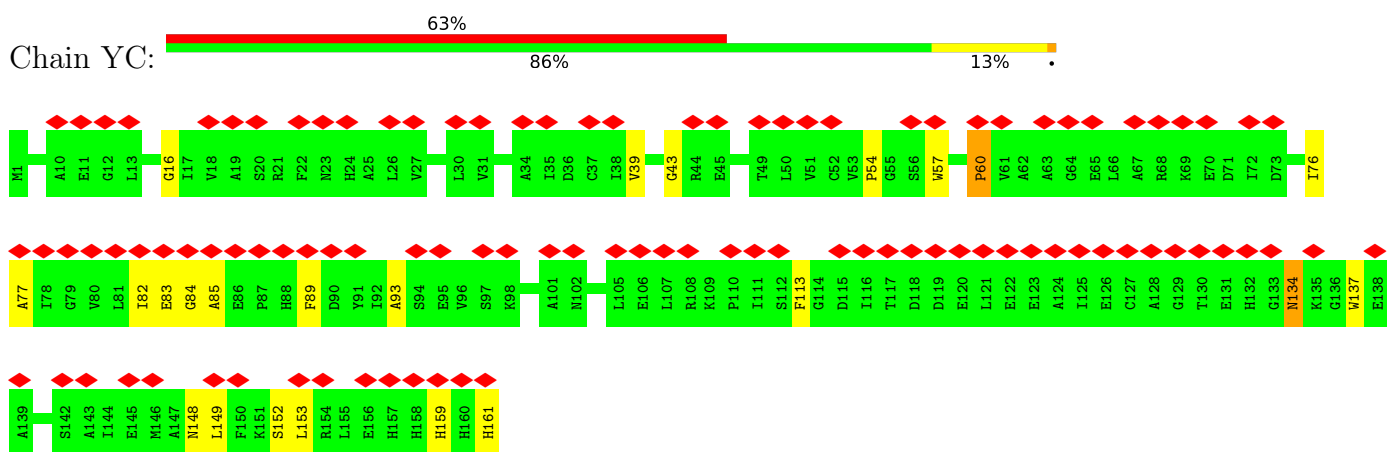 63%
Chain YC:
86% 13% •
M1 A10 E11 G12 L13 G16 I17 V18 A19 S20 R21 F22 N23 H24 A25 L26 V27 L30 V31 A34 I35 D36 C37 I38 V39 G43 R44 E45 T49 L50 V51 C52 V53 P54 G55 S56 W57 P60 V61 A62 A63 G64 E65 L66 A67 R68 K69 E70 D71 I72 D73 I76
A77 I78 G79 V80 L81 I82 E83 G84 A85 E86 P87 H88 F89 D90 Y91 I92 A93 S94 E95 V96 S97 K98 A101 N102 L105 E106 L107 R108 K109 P110 I111 S112 F113 G114 D115 I116 T117 D118 D119 E120 L121 E122 E123 A124 I125 E126 C127 A128 G129 T130 E131 H132 G133 N134 K135 G136 W137 E138
A139 S142 A143 I144 E145 M146 A147 N148 L149 F150 K151 S152 L153 R154 L155 E156 H157 H158 H159 H160 H161